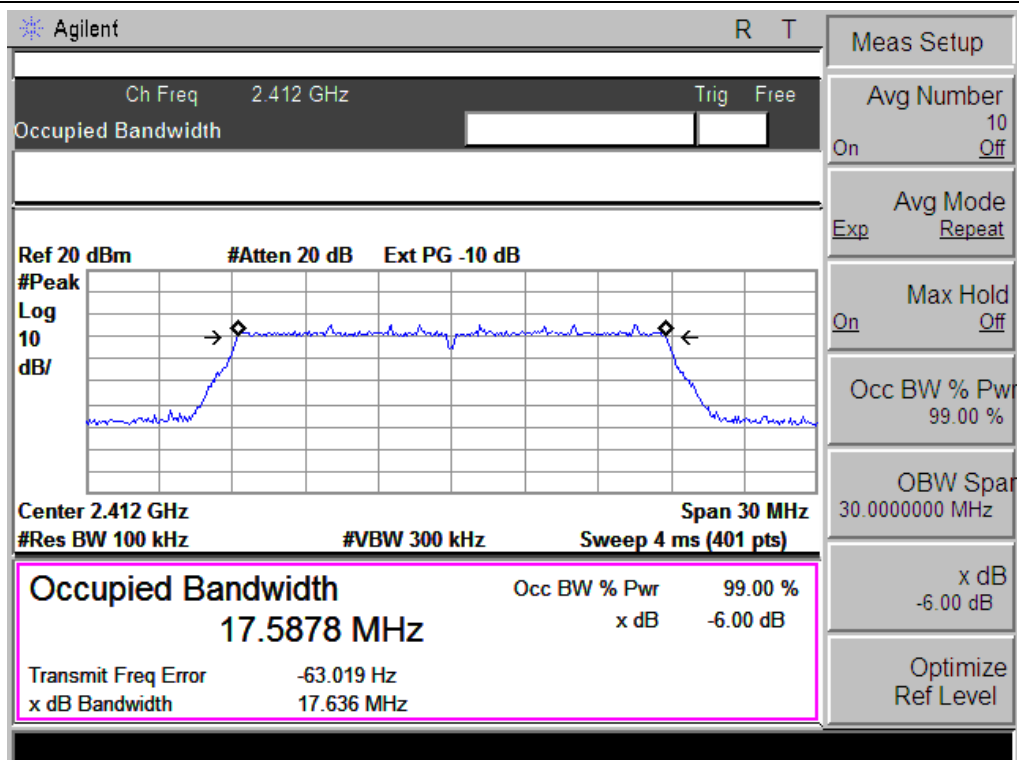 Agilent R T
Ch Freq 2.412 GHz Trig Free
Occupied Bandwidth
Ref 20 dBm #Atten 20 dB Ext PG -10 dB
#Peak
Log
10
dB/
Center 2.412 GHz Span 30 MHz
#Res BW 100 kHz #VBW 300 kHz Sweep 4 ms (401 pts)
Occupied Bandwidth Occ BW % Pwr 99.00 %
17.5878 MHz x dB -6.00 dB
Transmit Freq Error -63.019 Hz
x dB Bandwidth 17.636 MHz
Meas Setup
Avg Number
10
On Off
Avg Mode
Exp Repeat
Max Hold
On Off
Occ BW % Pwr
99.00 %
OBW Span
30.0000000 MHz
x dB
-6.00 dB
Optimize
Ref Level